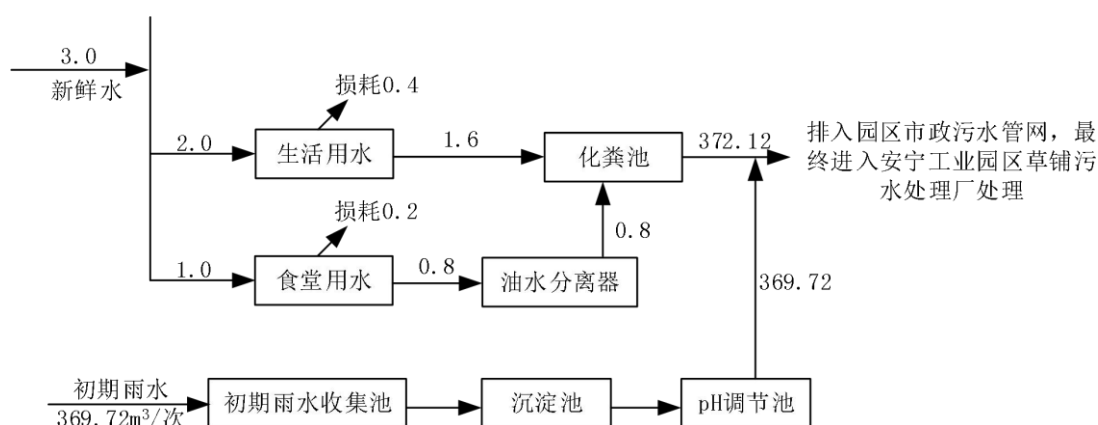 3.0
新鲜水
损耗0.4
2.0
生活用水
1.6
化粪池
372.12
排入园区市政污水管网，最
终进入安宁工业园区草铺污
水处理厂处理
损耗0.2
0.8
1.0
食堂用水
0.8
油水分离器
369.72
初期雨水
369.72m³/次
初期雨水收集池
沉淀池
pH调节池